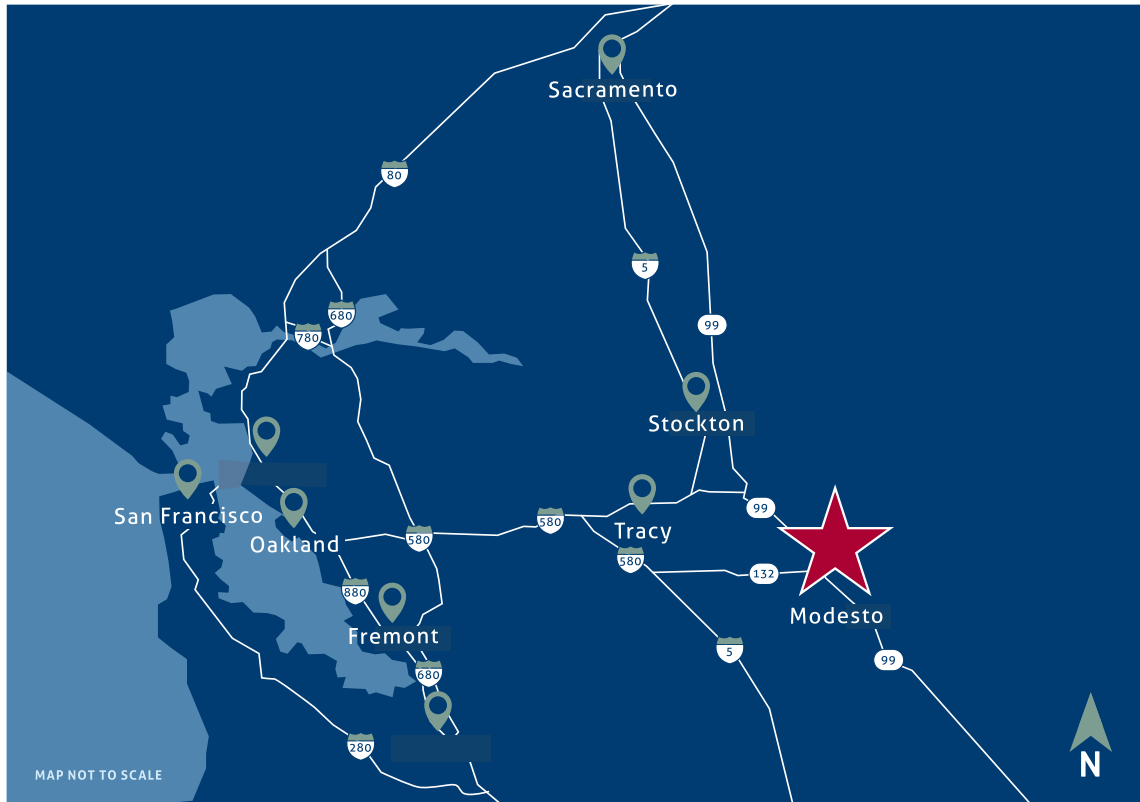 Sacramento
80
5
680
99
780
Stockton
San Francisco
99
580
Tracy
580
Oakland
580
132
880
Modesto
Fremont
5
99
680
280
N
MAP NOT TO SCALE